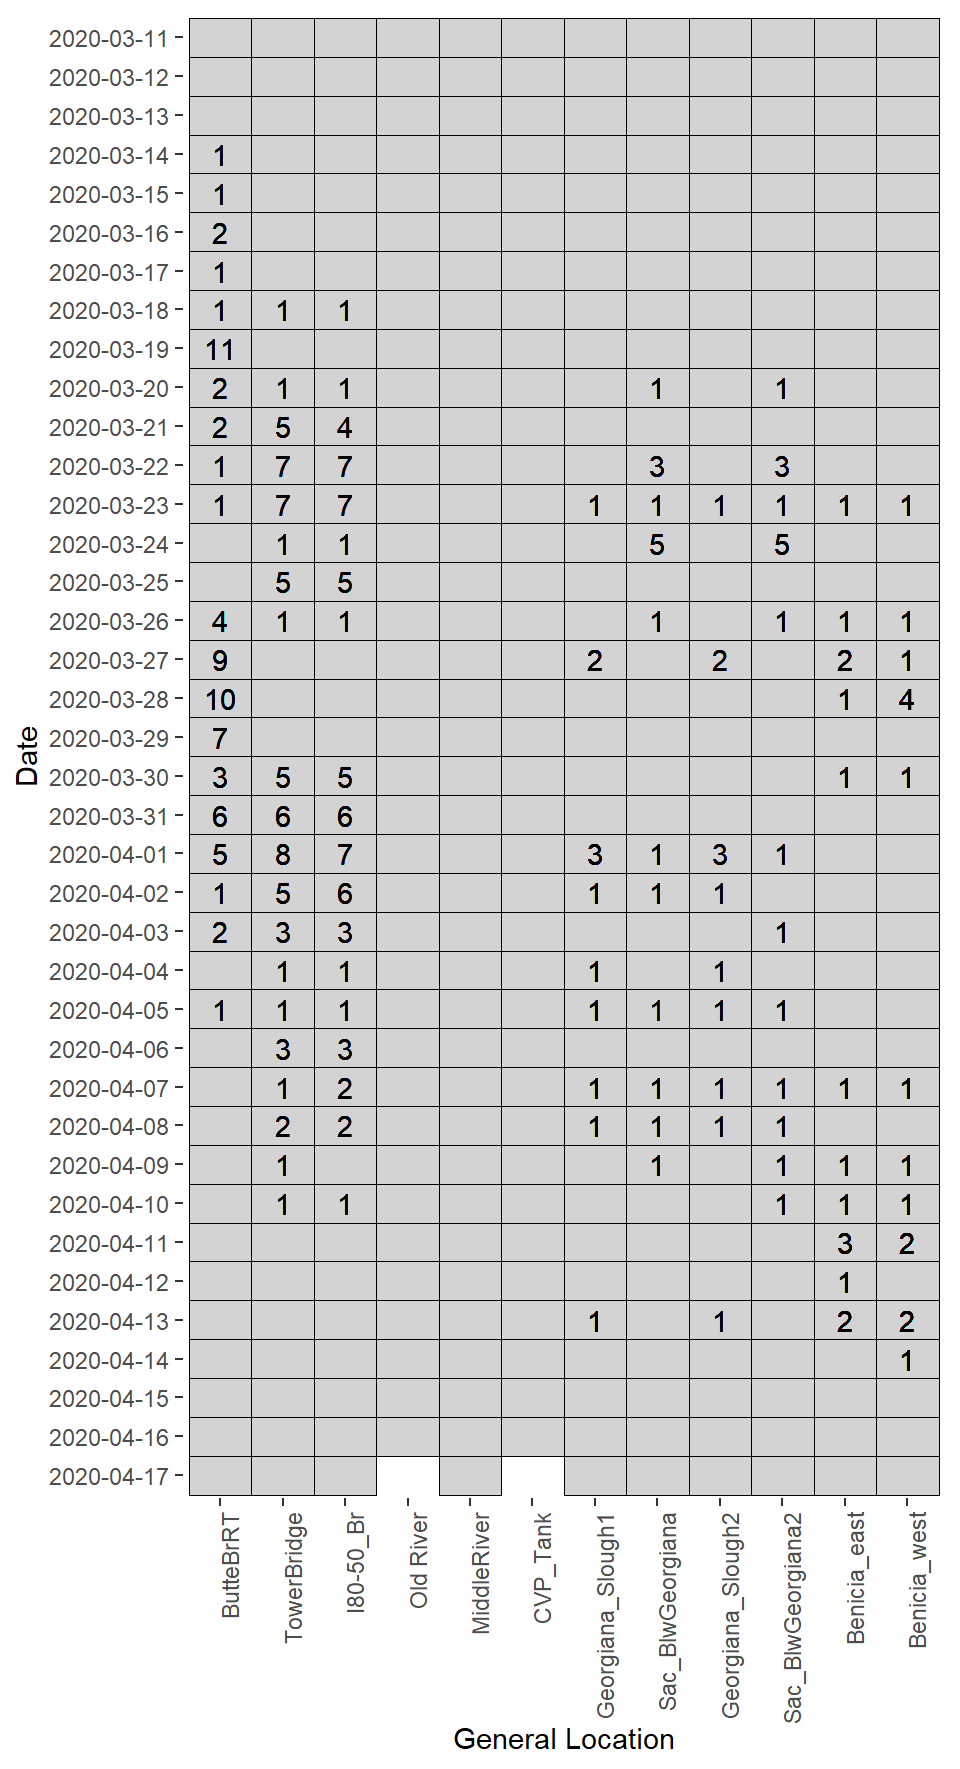 2020-03-11
2020-03-12
2020-03-13
2020-03-14 1
2020-03-15 1
2020-03-16 2
2020-03-17 1
2020-03-18 1 1 1
2020-03-19 11
2020-03-20 2 1 1 1 1
2020-03-21 2 5 4
2020-03-22 1 7 7 3 3
2020-03-23 1 7 7 1 1 1 1 1 1
2020-03-24 1 1 5 5
2020-03-25 5 5
2020-03-26 4 1 1 1 1 1 1
2020-03-27 9 2 2 2 1
2020-03-28 10 1 4
Date
2020-03-29 7
2020-03-30 3 5 5 1 1
2020-03-31 6 6 6
2020-04-01 5 8 7 3 1 3 1
2020-04-02 1 5 6 1 1 1
2020-04-03 2 3 3 1
2020-04-04 1 1 1 1
2020-04-05 1 1 1 1 1 1 1
2020-04-06 3 3
2020-04-07 1 2 1 1 1 1 1 1
2020-04-08 2 2 1 1 1 1
2020-04-09 1 1 1 1 1
2020-04-10 1 1 1 1 1
2020-04-11 3 2
2020-04-12 1
2020-04-13 1 1 2 2
2020-04-14 1
2020-04-15
2020-04-16
2020-04-17
ButteBrRT
TowerBridge
I80-50_Br
Old River
MiddleRiver
CVP_Tank
Georgiana_Slough1
Sac_BlwGeorgiana
Georgiana_Slough2
Sac_BlwGeorgiana2
Benicia_east
Benicia_west
General Location